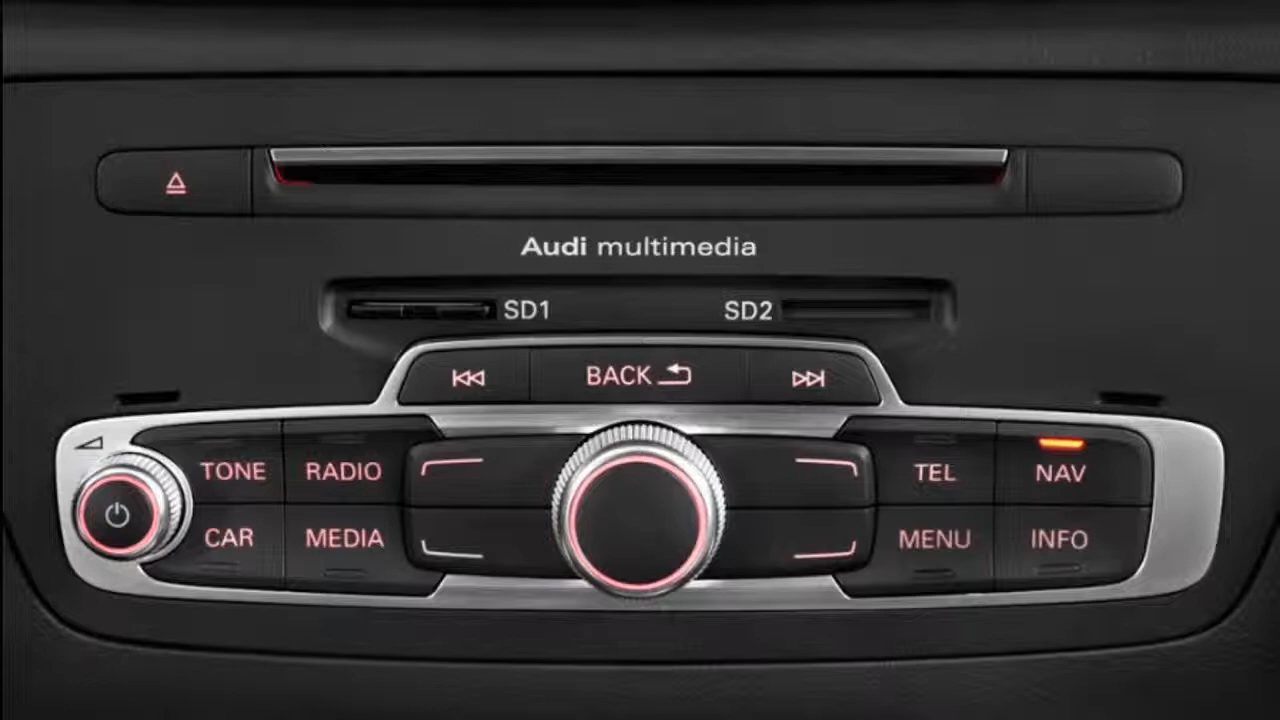 Audi multimedia
SD1 SD2
BACK
TONE RADIO TEL NAV
CAR MEDIA MENU INFO